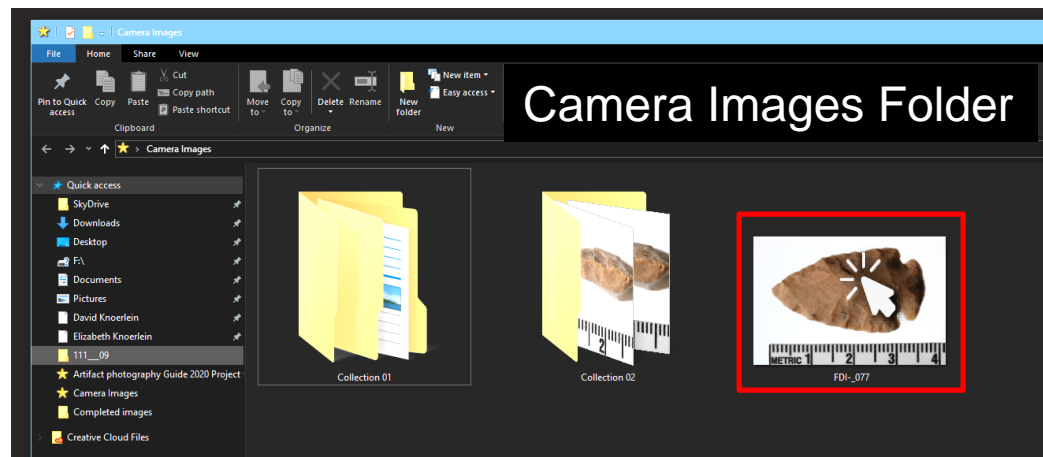 Camera Images
File Home Share View
Pin to Quick access
Copy
Paste
Cut
Copy path
Paste shortcut
Clipboard
Move to
Copy to
Delete
Rename
Organize
New folder
New item
Easy access
New
Camera Images Folder
Camera Images
Quick access
SkyDrive
Downloads
Desktop
F:\
Documents
Pictures
David Knoerlein
Elizabeth Knoerlein
111__09
Artifact photography Guide 2020 Project
Camera Images
Completed images
Creative Cloud Files
Collection 01
2
Collection 02
METRIC 1 2 3 4
FDI-_077